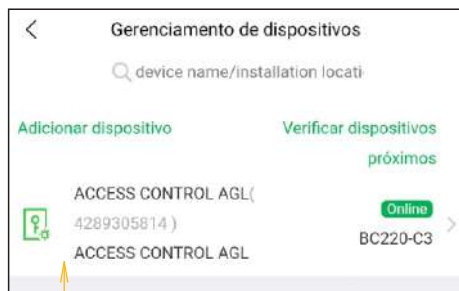 Gerenciamento de dispositivos
device name/installation locati
Adicionar dispositivo
Verificar dispositivos
próximos
ACCESS CONTROL AGL(
4289305814 )
ACCESS CONTROL AGL
Online
BC220-C3